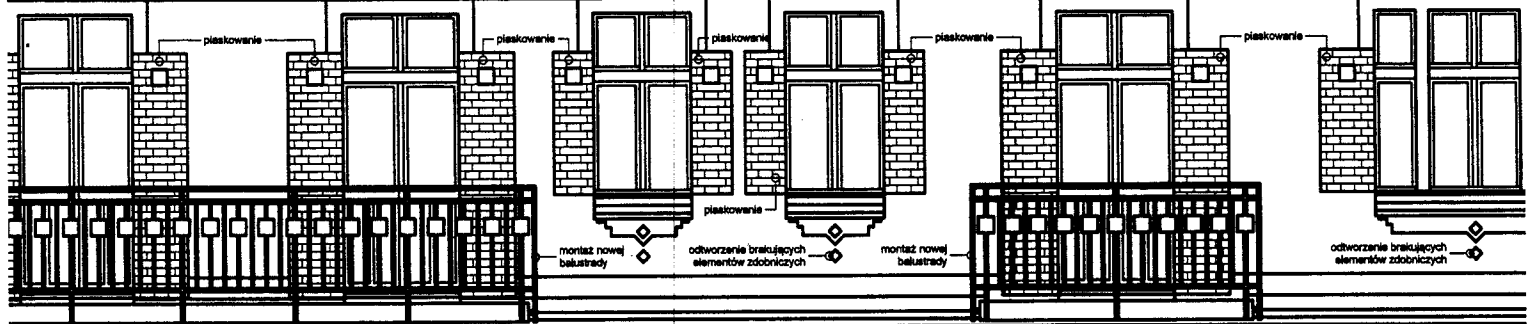 piaskowanie
piaskowanie
piaskowanie
piaskowanie
piaskowanie
piaskowanie
montaż nowej
balustrady
odtworzenie brakujących
elementów zdobniczych
montaż nowej
balustrady
odtworzenie brakujących
elementów zdobniczych